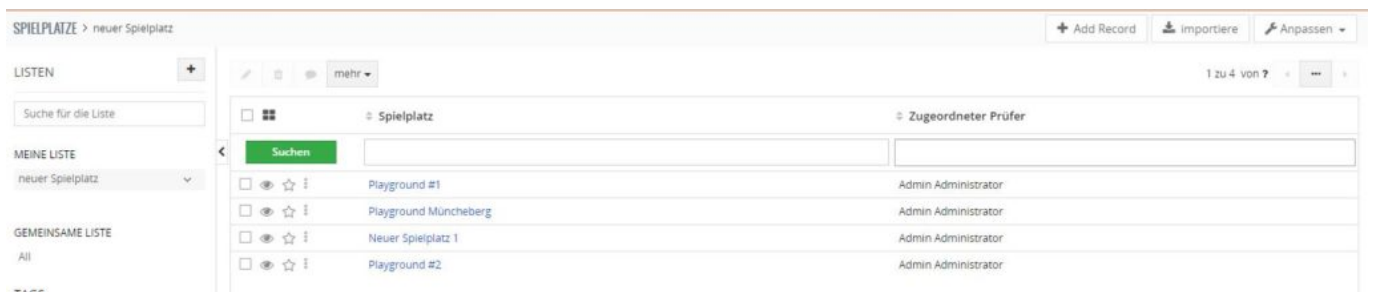 SPIELPLATZE > neuer Spielplatz
+ Add Record
importiere
Anpassen
LISTEN
+
mehr
1 zu 4 von ?
Suche für die Liste
Spielplatz
Zugeordneter Prüfer
MEINE LISTE
Suchen
neuer Spielplatz
Playground #1
Admin Administrator
Playground Müncheberg
Admin Administrator
GEMEINSAME LISTE
Neuer Spielplatz 1
Admin Administrator
All
Playground #2
Admin Administrator
TAGS